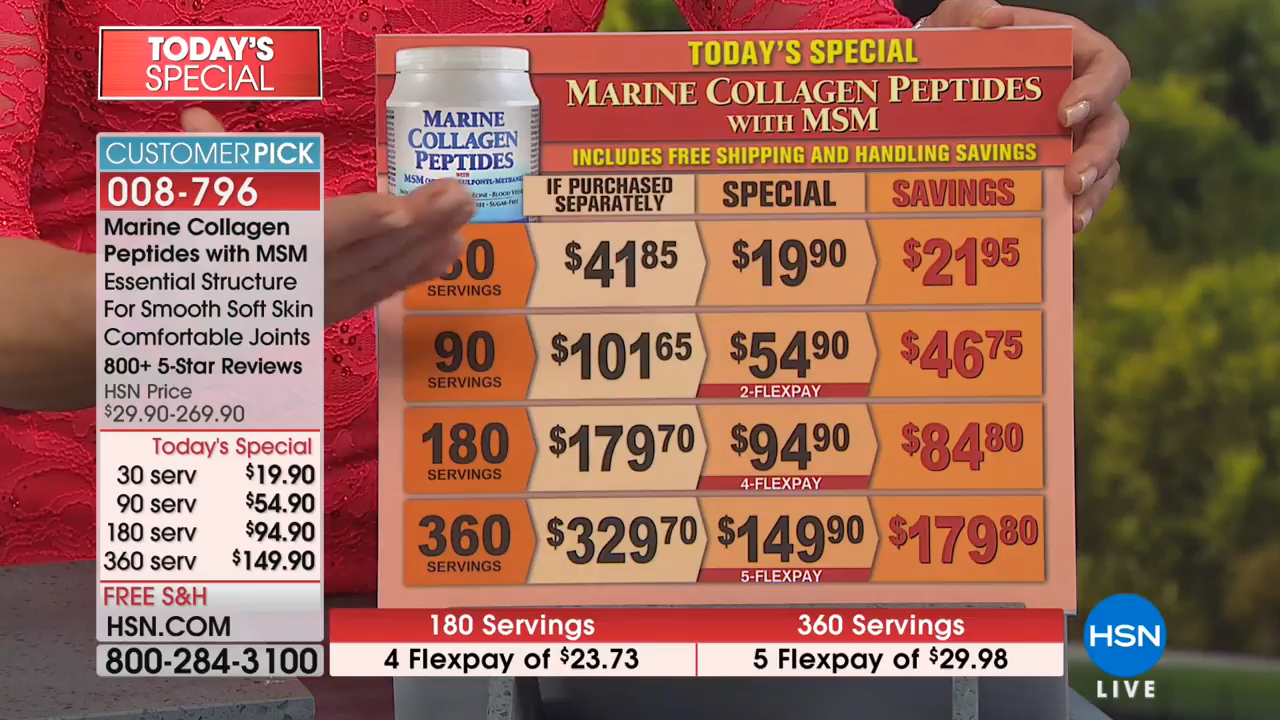 TODAY'S
SPECIAL
CUSTOMER PICK
008-796
Marine Collagen
Peptides with MSM
Essential Structure
For Smooth Soft Skin
Comfortable Joints
800+ 5-Star Reviews
HSN Price
$29.90-269.90
Today's Special
30 serv $19.90
90 serv $54.90
180 serv $94.90
360 serv $149.90
FREE S&H
HSN.COM
800-284-3100
MARINE
COLLAGEN
PEPTIDES
WITH
TODAY'S SPECIAL
MARINE COLLAGEN PEPTIDES
WITH MSM
INCLUDES FREE SHIPPING AND HANDLING SAVINGS
IF PURCHASED
SEPARATELY
SPECIAL
SAVINGS
SERVINGS
$41.85 $19.90 $21.95
90
SERVINGS
$101.65 $54.90 $46.75
2-FLEXPAY
180
SERVINGS
$179.70 $94.90 $84.80
4-FLEXPAY
360
SERVINGS
$329.70 $149.90 $179.80
5-FLEXPAY
180 Servings
4 Flexpay of $23.73
360 Servings
5 Flexpay of $29.98
HSN
LIVE